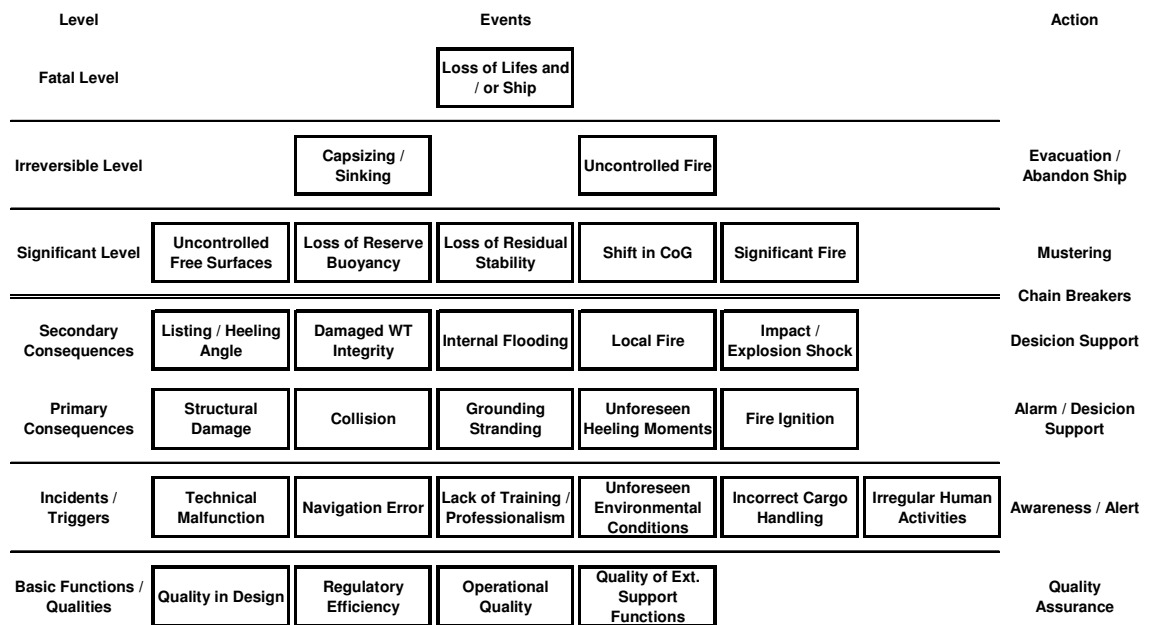 Level
Events
Action
Fatal Level
Loss of Lifes and
/ or Ship
Irreversible Level
Capsizing /
Sinking
Uncontrolled Fire
Evacuation /
Abandon Ship
Significant Level
Uncontrolled
Free Surfaces
Loss of Reserve
Buoyancy
Loss of Residual
Stability
Shift in CoG
Significant Fire
Mustering
Chain Breakers
Secondary
Consequences
Listing / Heeling
Angle
Damaged WT
Integrity
Internal Flooding
Local Fire
Impact /
Explosion Shock
Desicion Support
Primary
Consequences
Structural
Damage
Collision
Grounding
Stranding
Unforeseen
Heeling Moments
Fire Ignition
Alarm / Desicion
Support
Incidents /
Triggers
Technical
Malfunction
Navigation Error
Lack of Training /
Professionalism
Unforeseen
Environmental
Conditions
Incorrect Cargo
Handling
Irregular Human
Activities
Awareness / Alert
Basic Functions /
Qualities
Quality in Design
Regulatory
Efficiency
Operational
Quality
Quality of Ext.
Support
Functions
Quality
Assurance